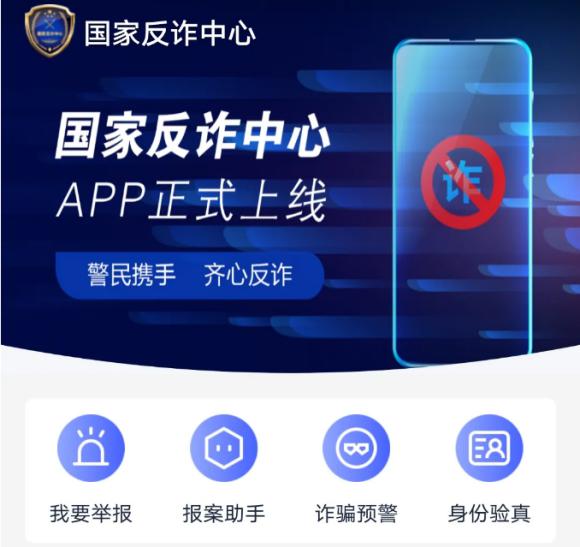 国家反诈中心
国家反诈中心
APP正式上线
诈
警民携手 齐心反诈
我要举报 报案助手 诈骗预警 身份验真